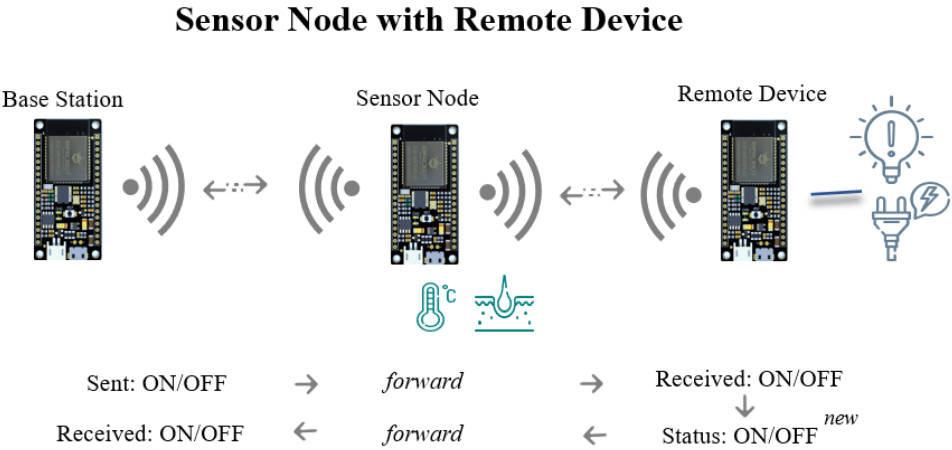 Sensor Node with Remote Device
Base Station
Sensor Node
Remote Device
°C
Sent: ON/OFF → forward → Received: ON/OFF
↓
Received: ON/OFF ← forward ← Status: ON/OFF new